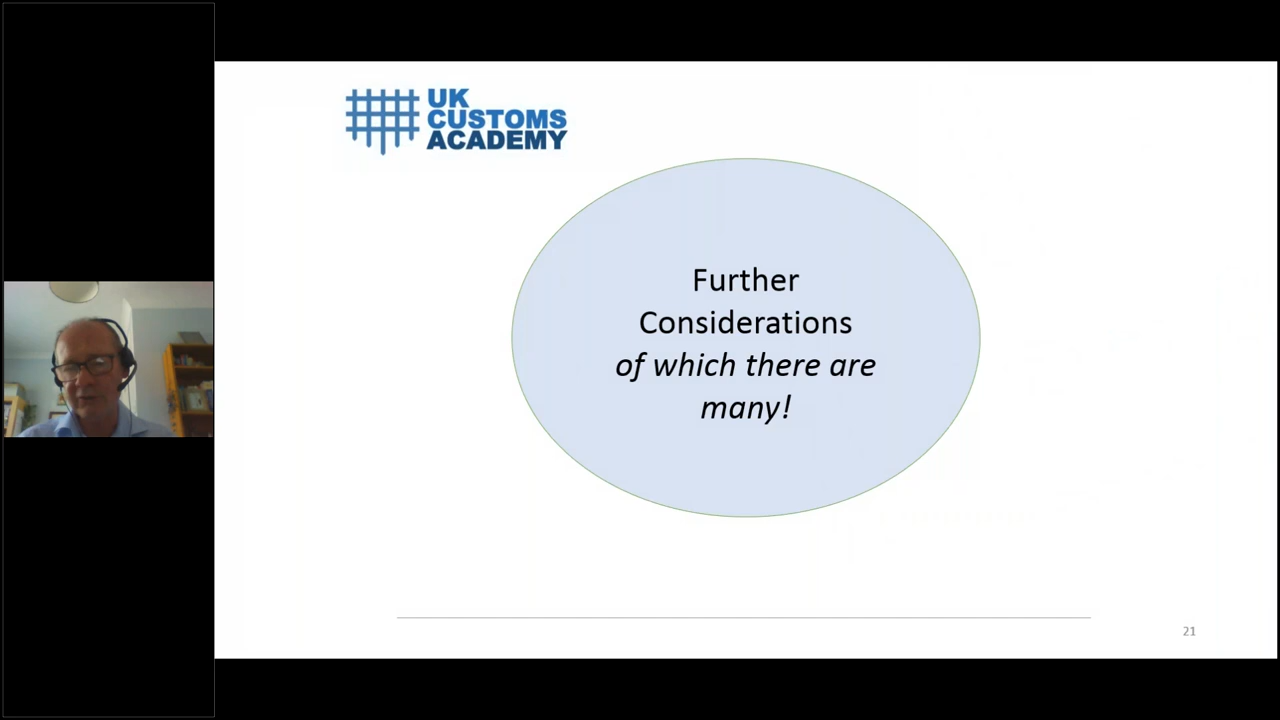 UK
CUSTOMS
ACADEMY
Further
Considerations
of which there are
many!
21